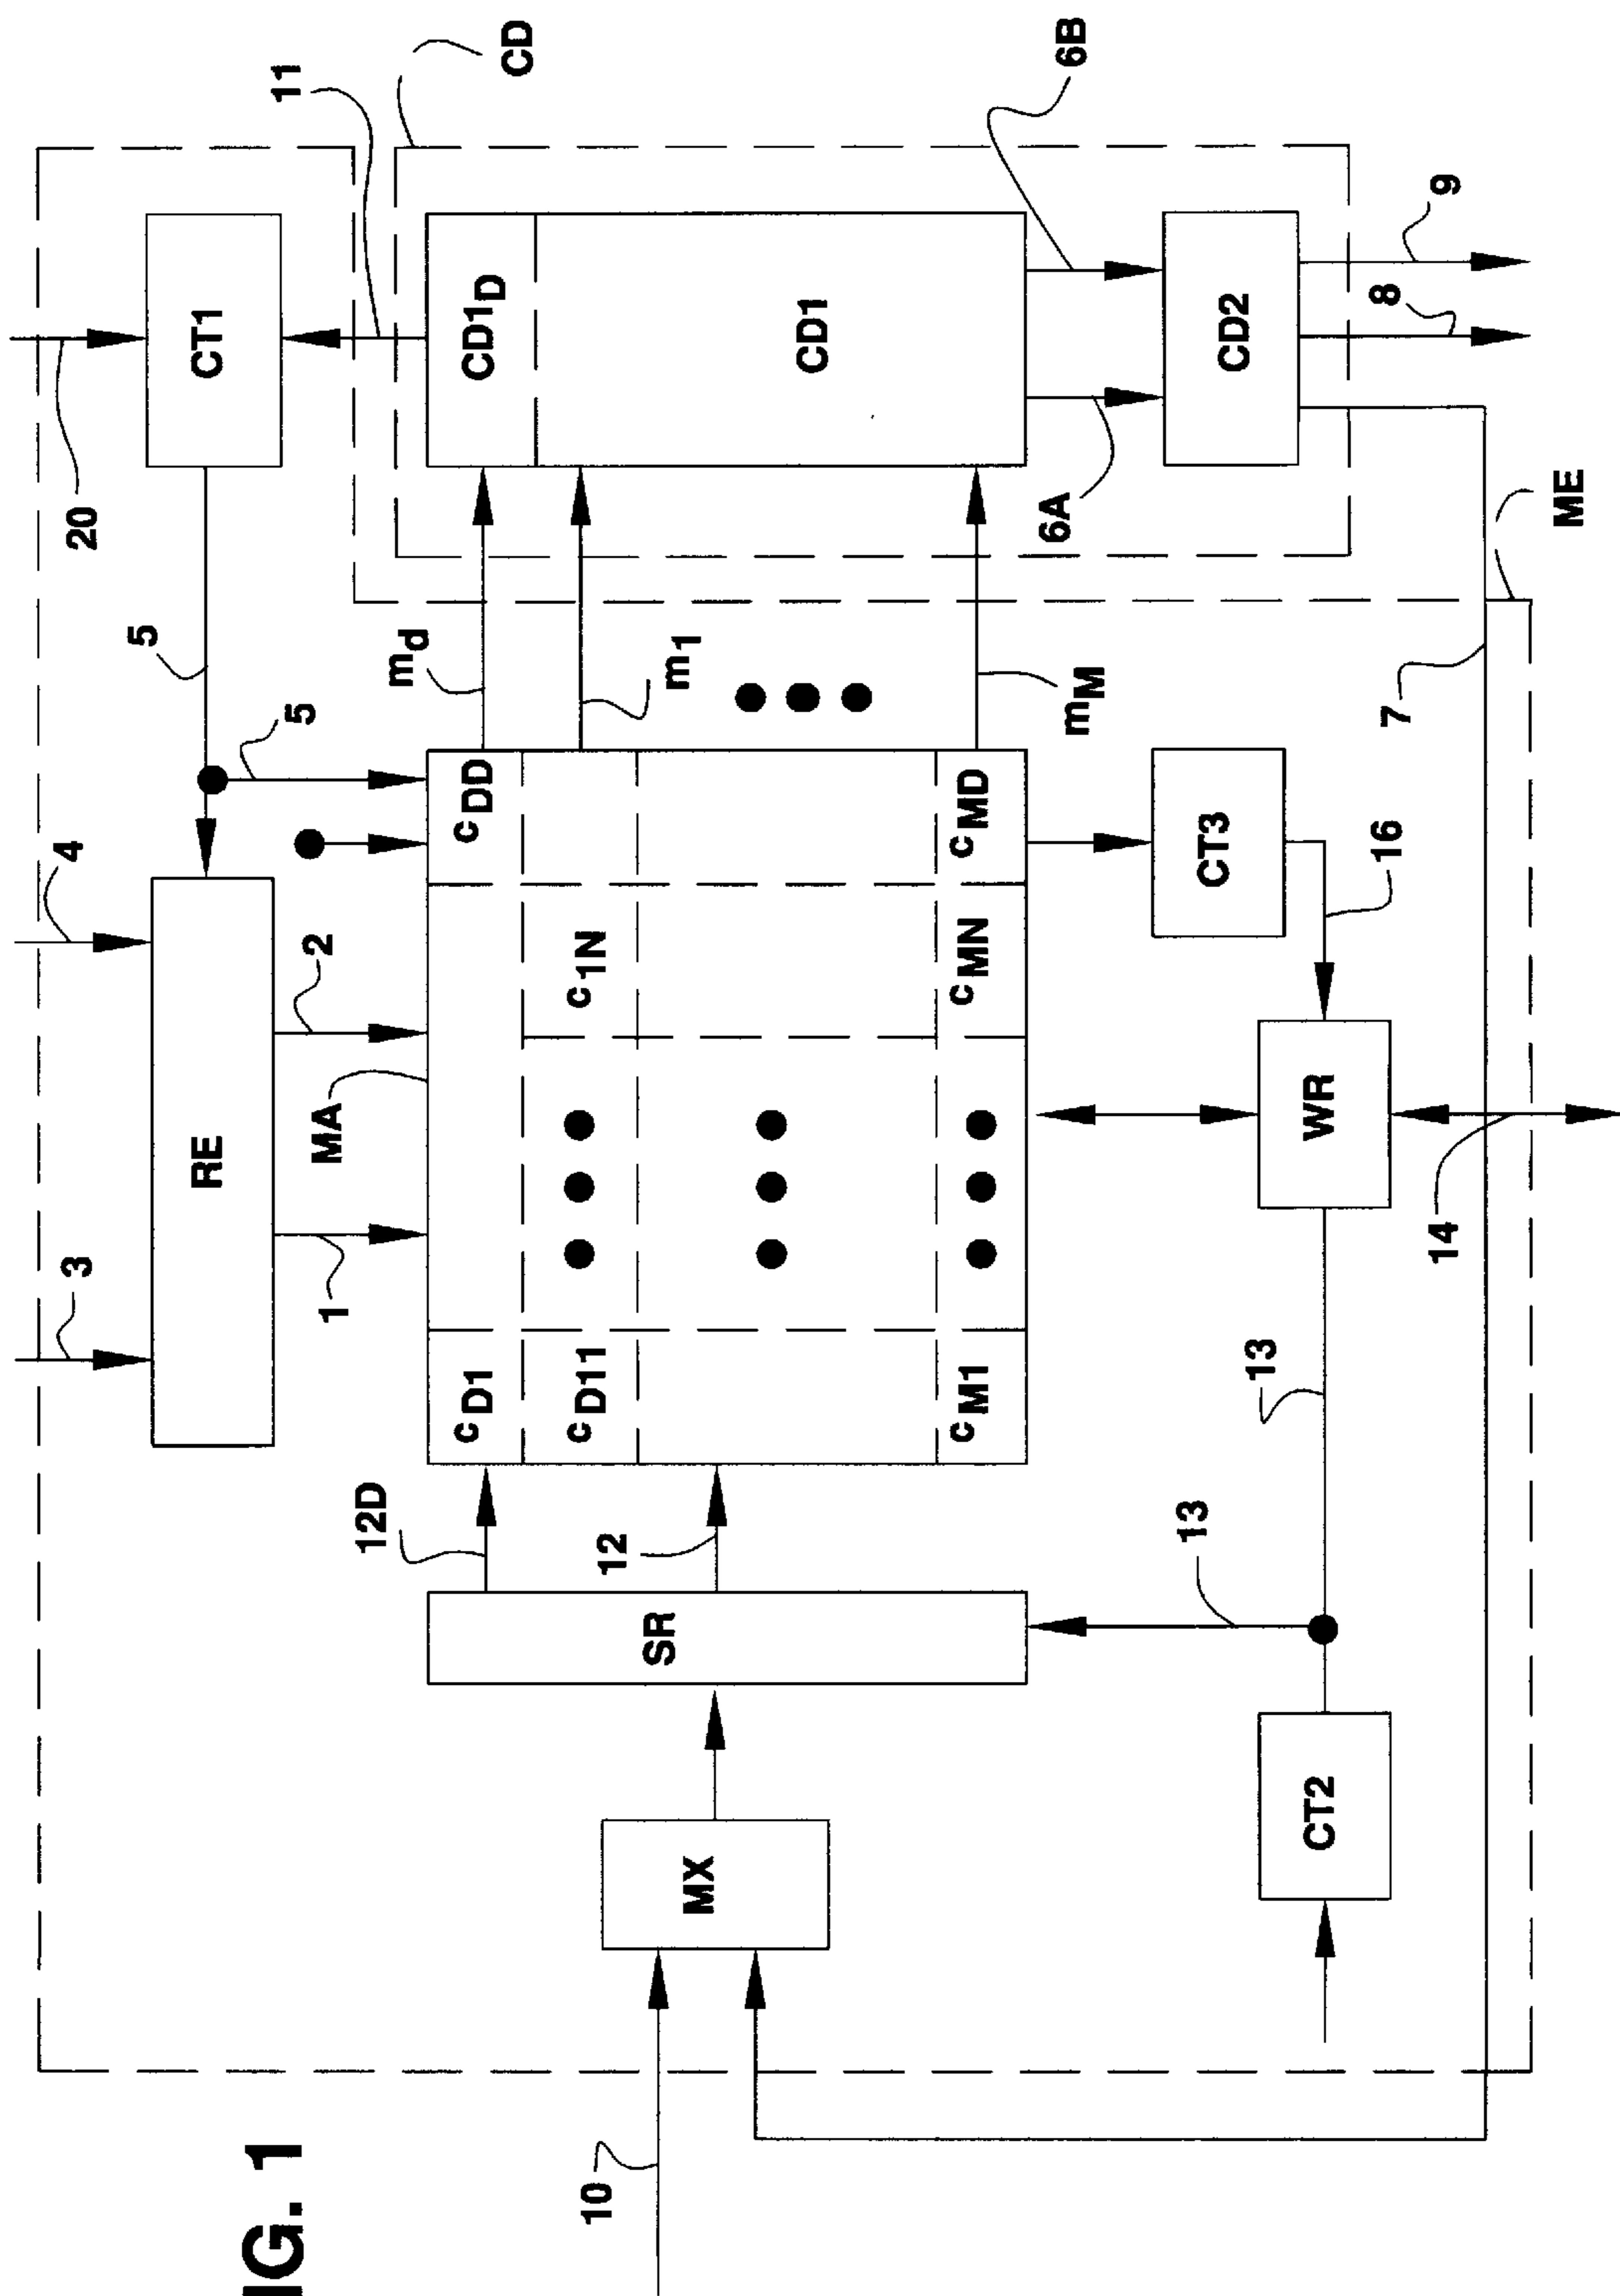 IG. 1
20
CT1
11
CD
5
5
4
3
RE
2
1
MA
CD1D
CD1
6B
6A
CD2
9
8
md
m1
mM
ME
7
cDD
c1N
cMD
cMN
cD1
cD11
cM1
12D
12
SR
MX
10
CT3
16
WR
14
13
13
CT2